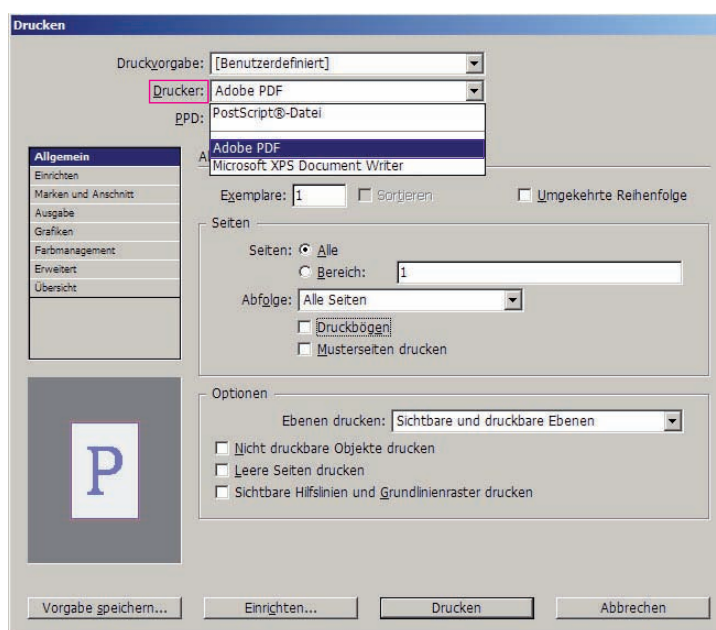 Drucken
Druckvorgabe: [Benutzerdefiniert]
Drucker: Adobe PDF
PPD: PostScript®-Datei
Adobe PDF
Microsoft XPS Document Writer
Allgemein
Einrichten
Marken und Anschnitt
Ausgabe
Grafiken
Farbmanagement
Erweitert
Übersicht
Exemplare: 1 Sortieren Umgekehrte Reihenfolge
Seiten
Seiten: Alle
Bereich: 1
Abfolge: Alle Seiten
Druckbögen
Musterseiten drucken
Optionen
Ebenen drucken: Sichtbare und druckbare Ebenen
Nicht druckbare Objekte drucken
Leere Seiten drucken
Sichtbare Hilfslinien und Grundlinienraster drucken
P
Vorgabe speichern... Einrichten... Drucken Abbrechen